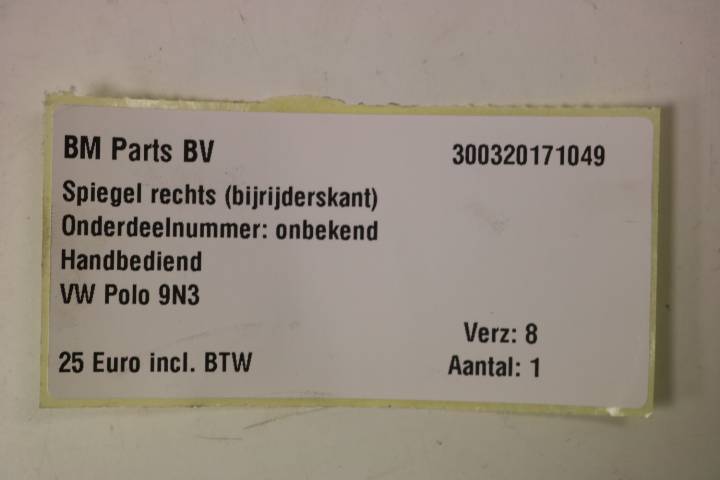 BM Parts BV 300320171049
Spiegel rechts (bijrijderskant)
Onderdeelnummer: onbekend
Handbediend
VW Polo 9N3
Verz: 8
25 Euro incl. BTW Aantal: 1